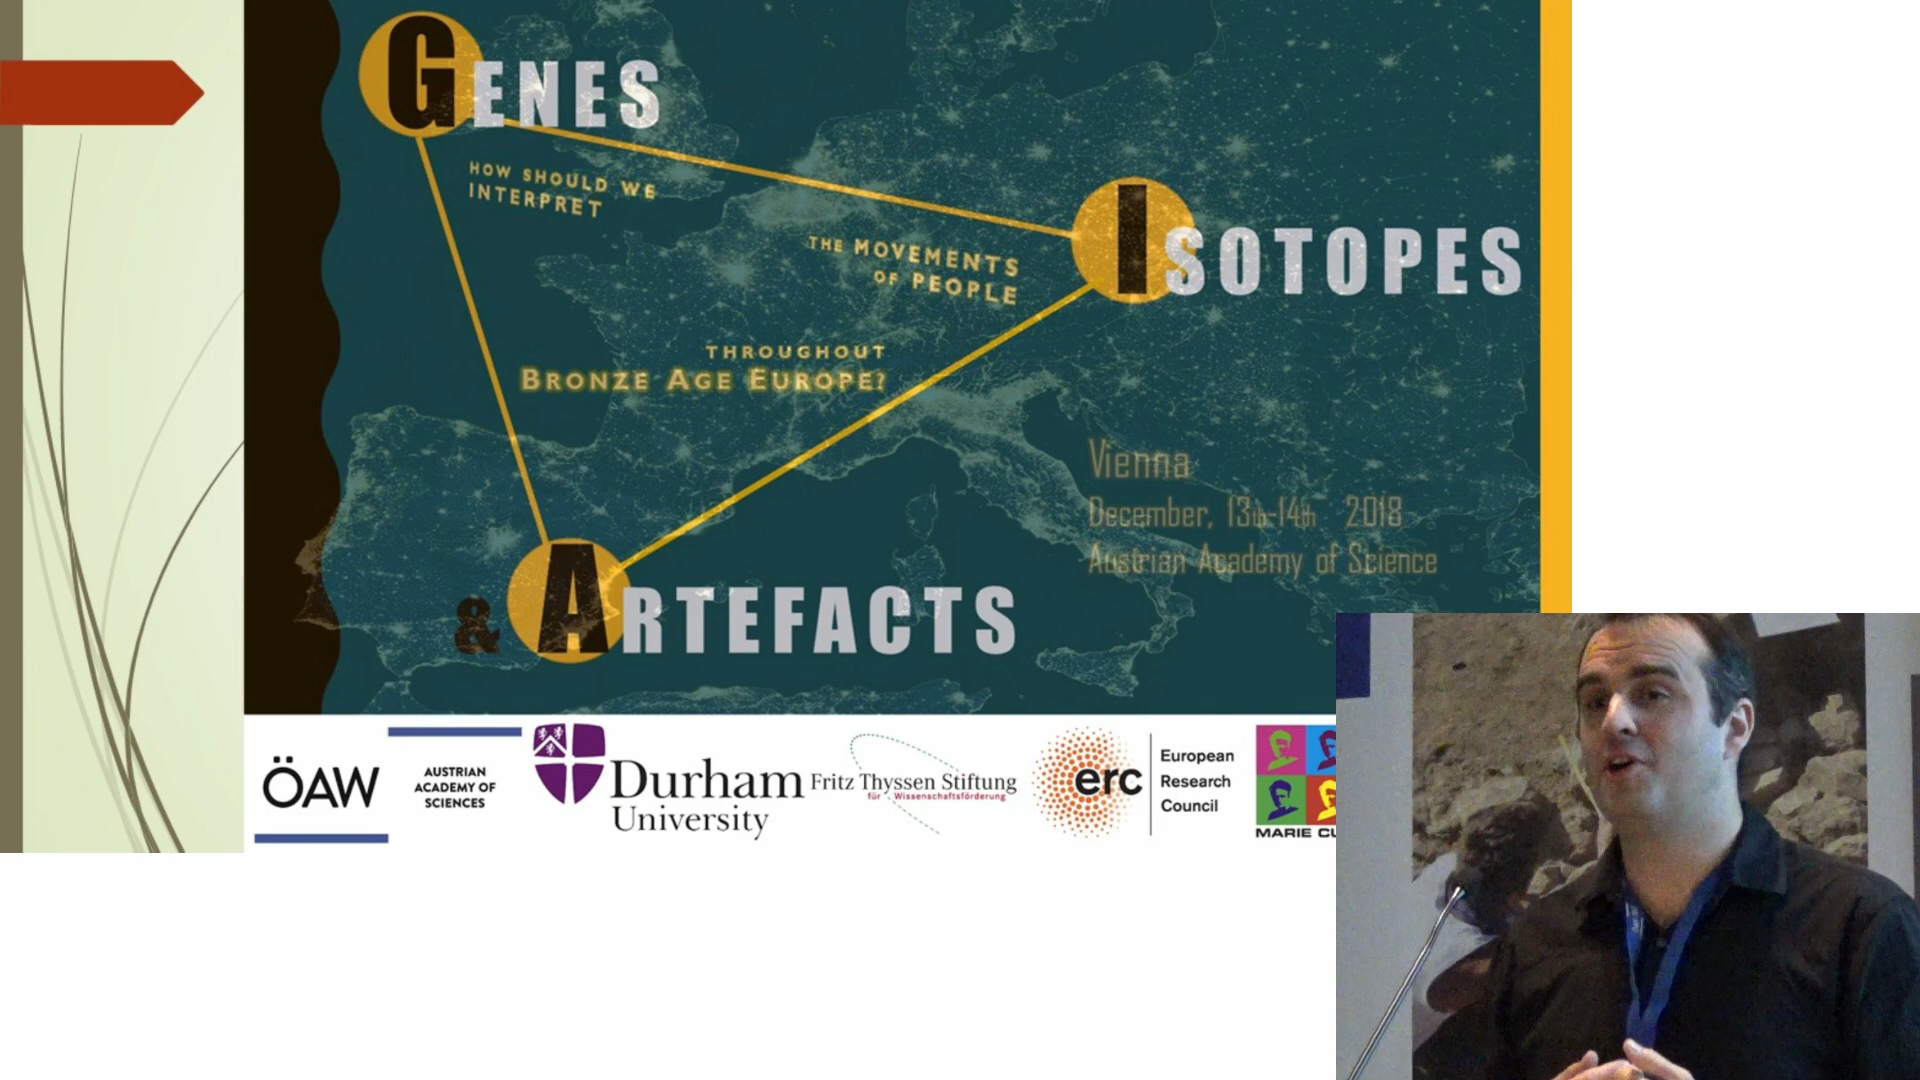 GENES
HOW SHOULD WE
INTERPRET
THE MOVEMENTS
OF PEOPLE
ISOTOPES
THROUGHOUT
BRONZE AGE EUROPE?
Vienna
December, 13th-14th 2018
Austrian Academy of Science
& ARTEFACTS
ÖAW
AUSTRIAN
ACADEMY OF
SCIENCES
Durham
University
Fritz Thyssen Stiftung
für Wissenschaftsförderung
erc
European
Research
Council
MARIE CU